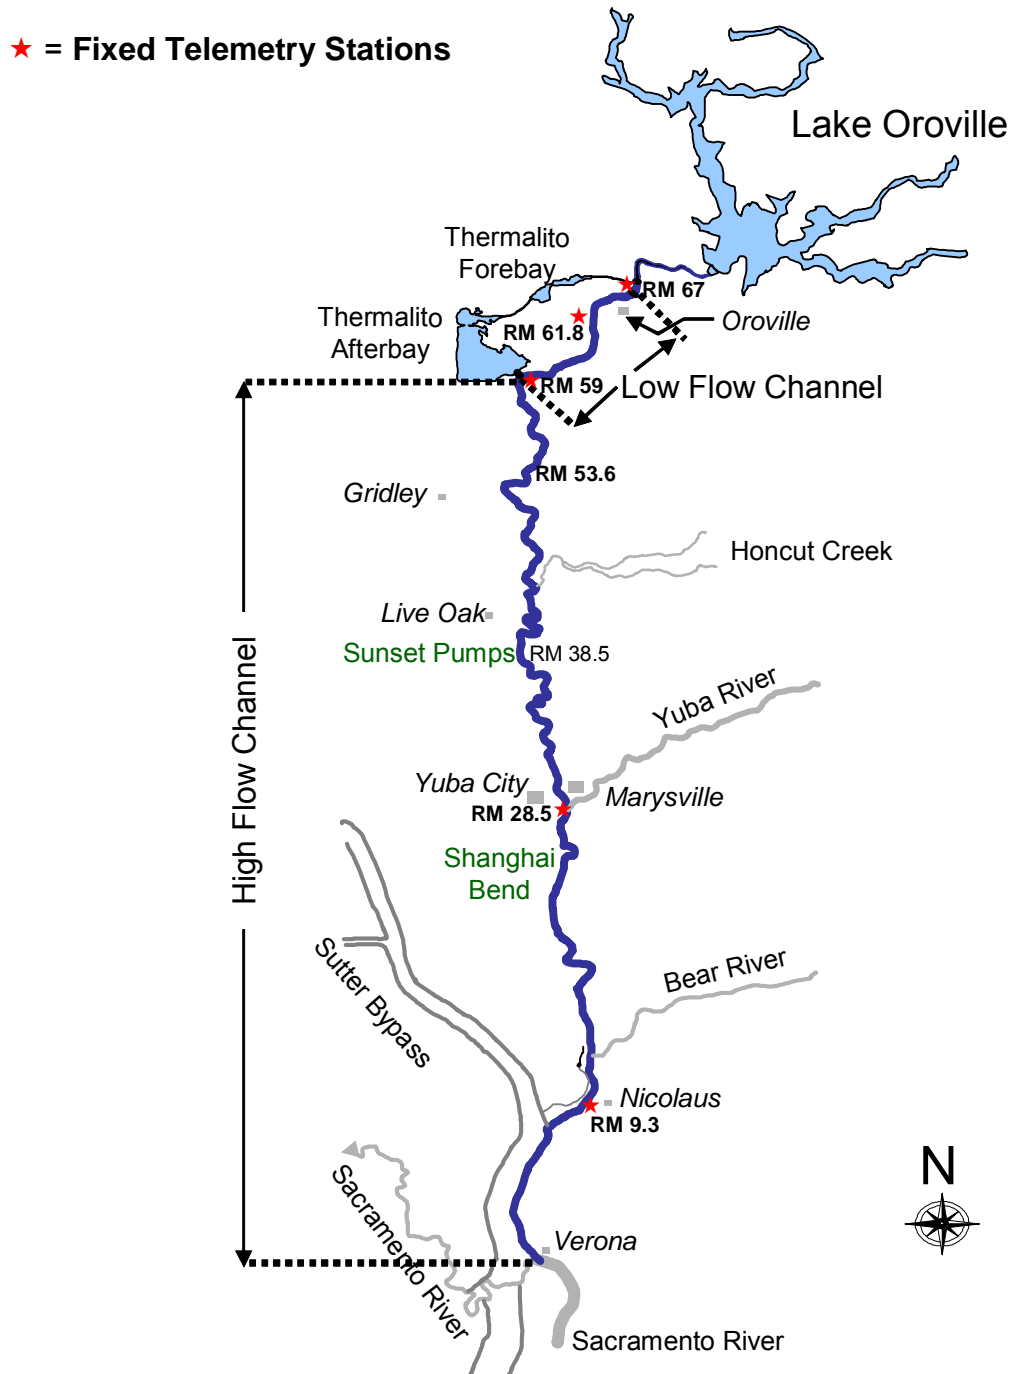 ★ = Fixed Telemetry Stations
Lake Oroville
Thermalito
Forebay
RM 67
Thermalito
Afterbay
RM 61.8
Oroville
RM 59
Low Flow Channel
RM 53.6
Gridley
Honcut Creek
Live Oak
Sunset Pumps
RM 38.5
High Flow Channel
Yuba River
Yuba City
Marysville
RM 28.5
Shanghai
Bend
Sutter Bypass
Bear River
Nicolaus
RM 9.3
N
Sacramento River
Verona
Sacramento River